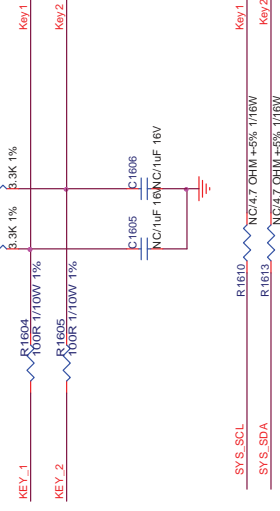 Key1
Key2
3.3K 1%
3.3K 1%
R1604
100R 1/10W 1%
R1605
100R 1/10W 1%
KEY_1
KEY_2
C1605
NC/1uF 16V
C1606
NC/1uF 16V
Key1
Key2
R1610
NC/4.7 OHM +-5% 1/16W
R1613
NC/4.7 OHM +-5% 1/16W
SYS_SCL
SYS_SDA